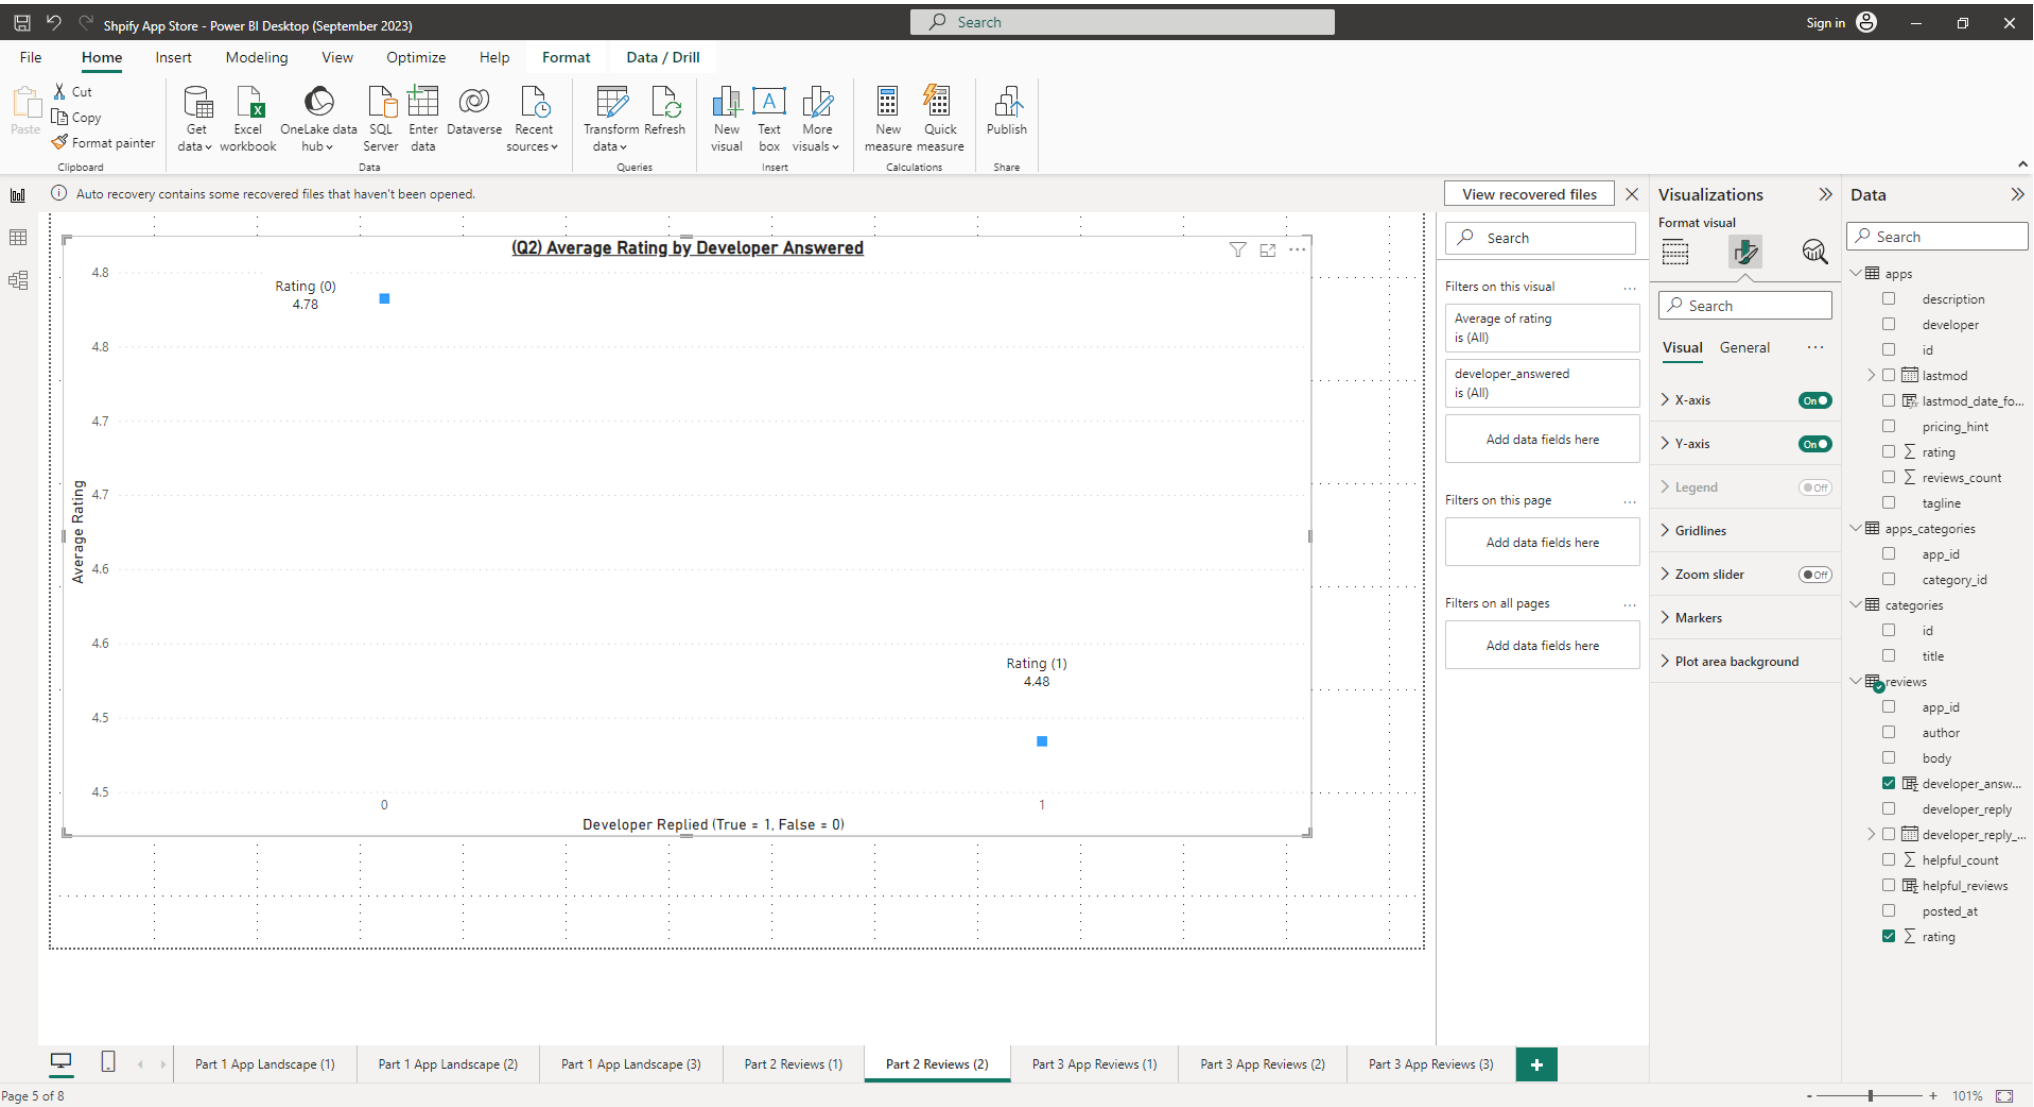 Shpify App Store - Power BI Desktop (September 2023)
Search
Sign in
File
Home
Insert
Modeling
View
Optimize
Help
Format
Data / Drill
Paste
Cut
Copy
Format painter
Clipboard
Get
data
Excel
workbook
OneLake data
hub
SQL
Server
Enter
data
Dataverse
Recent
sources
Data
Transform
data
Refresh
Queries
New
visual
A
Text
box
More
visuals
Insert
New
measure
Quick
measure
Calculations
Publish
Share
Auto recovery contains some recovered files that haven't been opened.
View recovered files
(Q2) Average Rating by Developer Answered
4.8
4.8
4.7
4.7
4.6
4.6
4.5
4.5
Average Rating
Rating (0)
4.78
Rating (1)
4.48
0
1
Developer Replied (True = 1, False = 0)
Search
Filters on this visual
Average of rating
is (All)
developer_answered
is (All)
Add data fields here
Filters on this page
Add data fields here
Filters on all pages
Add data fields here
Visualizations
Format visual
Search
Visual
General
X-axis
On
Y-axis
On
Legend
Off
Gridlines
Zoom slider
Off
Markers
Plot area background
Data
Search
apps
description
developer
id
lastmod
lastmod_date_fo...
pricing_hint
rating
reviews_count
tagline
apps_categories
app_id
category_id
categories
id
title
reviews
app_id
author
body
developer_answ...
developer_reply
developer_reply_...
helpful_count
helpful_reviews
posted_at
rating
Part 1 App Landscape (1)
Part 1 App Landscape (2)
Part 1 App Landscape (3)
Part 2 Reviews (1)
Part 2 Reviews (2)
Part 3 App Reviews (1)
Part 3 App Reviews (2)
Part 3 App Reviews (3)
Page 5 of 8
101%